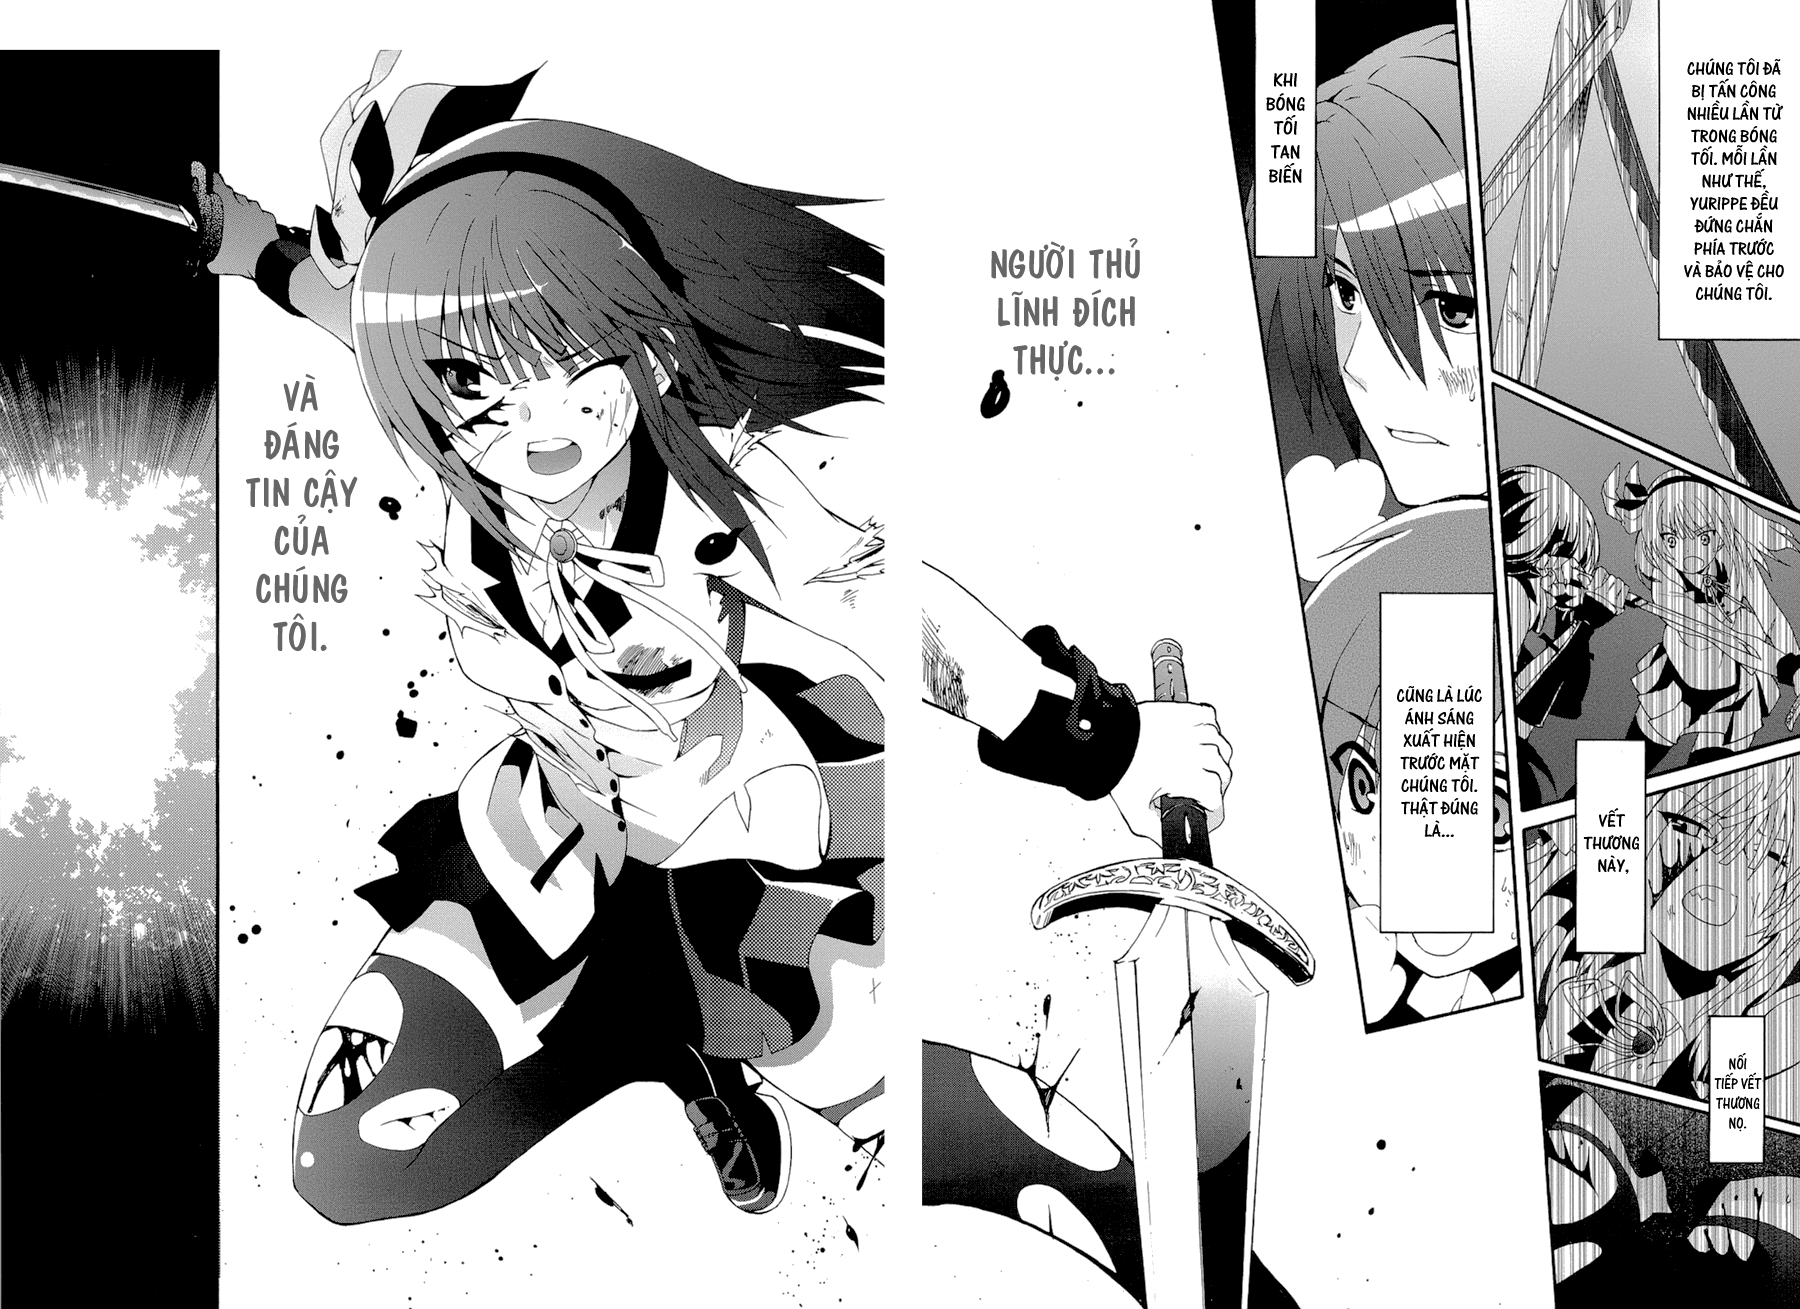 CHÚNG TÔI ĐÃ
BỊ TẤN CÔNG
NHIỀU LẦN TỪ
TRONG BÓNG
TỐI. MỖI LẦN
NHƯ THẾ,
YURIPPE ĐỀU
ĐỨNG CHẮN
PHÍA TRƯỚC
VÀ BẢO VỆ CHO
CHÚNG TÔI.
VẾT
THƯƠNG
NÀY,
NỐI
TIẾP VẾT
THƯƠNG
NỌ.
KHI
BÓNG
TỐI
TAN
BIẾN
CŨNG LÀ LÚC
ÁNH SÁNG
XUẤT HIỆN
TRƯỚC MẶT
CHÚNG TÔI.
THẬT ĐÚNG
LÀ...
NGƯỜI THỦ
LĨNH ĐÍCH
THỰC...
VÀ
ĐÁNG
TIN CẬY
CỦA
CHÚNG
TÔI.